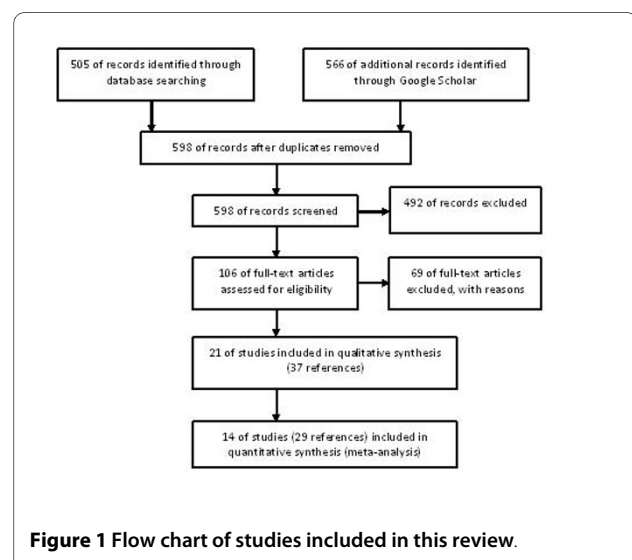 505 of records identified through
database searching
566 of additional records identified
through Google Scholar
598 of records after duplicates removed
598 of records screened
492 of records excluded
106 of full-text articles
assessed for eligibility
69 of full-text articles
excluded, with reasons
21 of studies included in qualitative synthesis
(37 references)
14 of studies (29 references) included in
quantitative synthesis (meta-analysis)
Figure 1 Flow chart of studies included in this review.